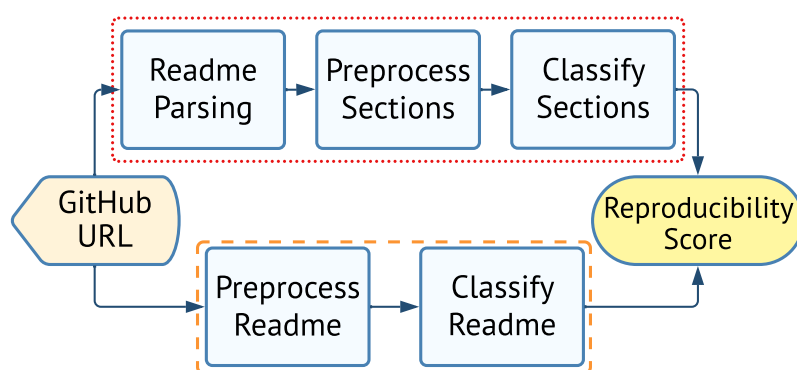 Readme
Parsing
Preprocess
Sections
Classify
Sections
GitHub
URL
Reproducibility
Score
Preprocess
Readme
Classify
Readme